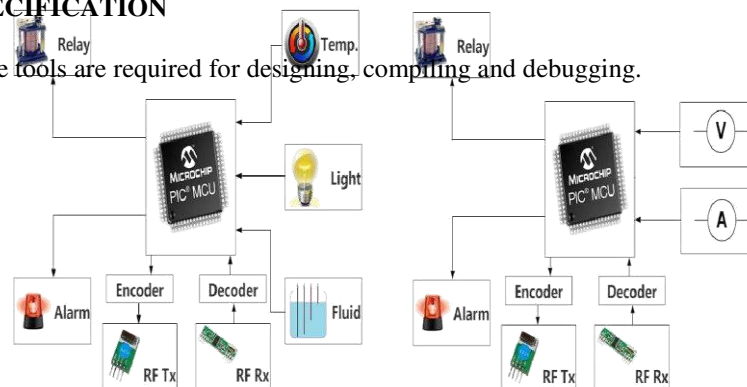 ECIFICATION
Relay
Temp.
Relay
e tools are required for designing, compiling and debugging.
MICROCHIP
PIC® MCU
Light
MICROCHIP
PIC® MCU
V
A
Alarm
Encoder
Decoder
Fluid
Alarm
Encoder
Decoder
RF Tx
RF Rx
RF Tx
RF Rx